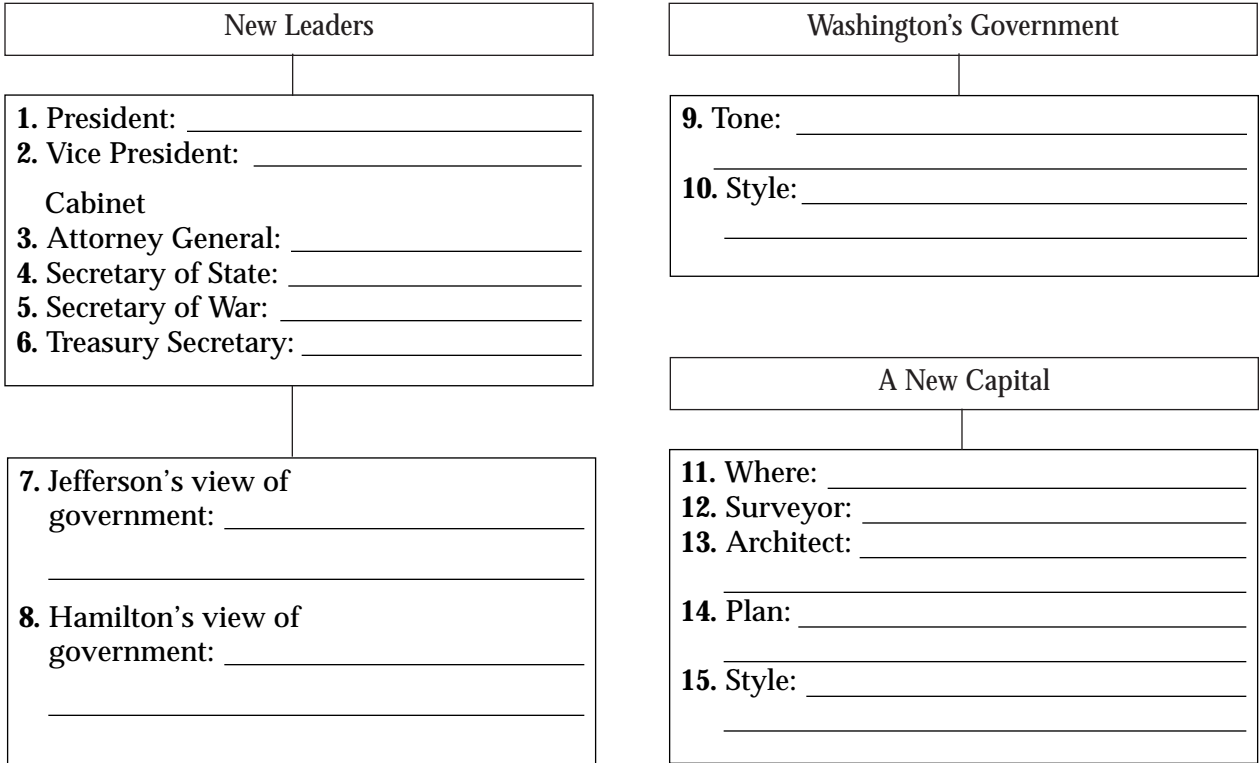 New Leaders
1. President:
2. Vice President:
Cabinet
3. Attorney General:
4. Secretary of State:
5. Secretary of War:
6. Treasury Secretary:
7. Jefferson's view of
government:
8. Hamilton's view of
government:
Washington's Government
9. Tone:
10. Style:
A New Capital
11. Where:
12. Surveyor:
13. Architect:
14. Plan:
15. Style: